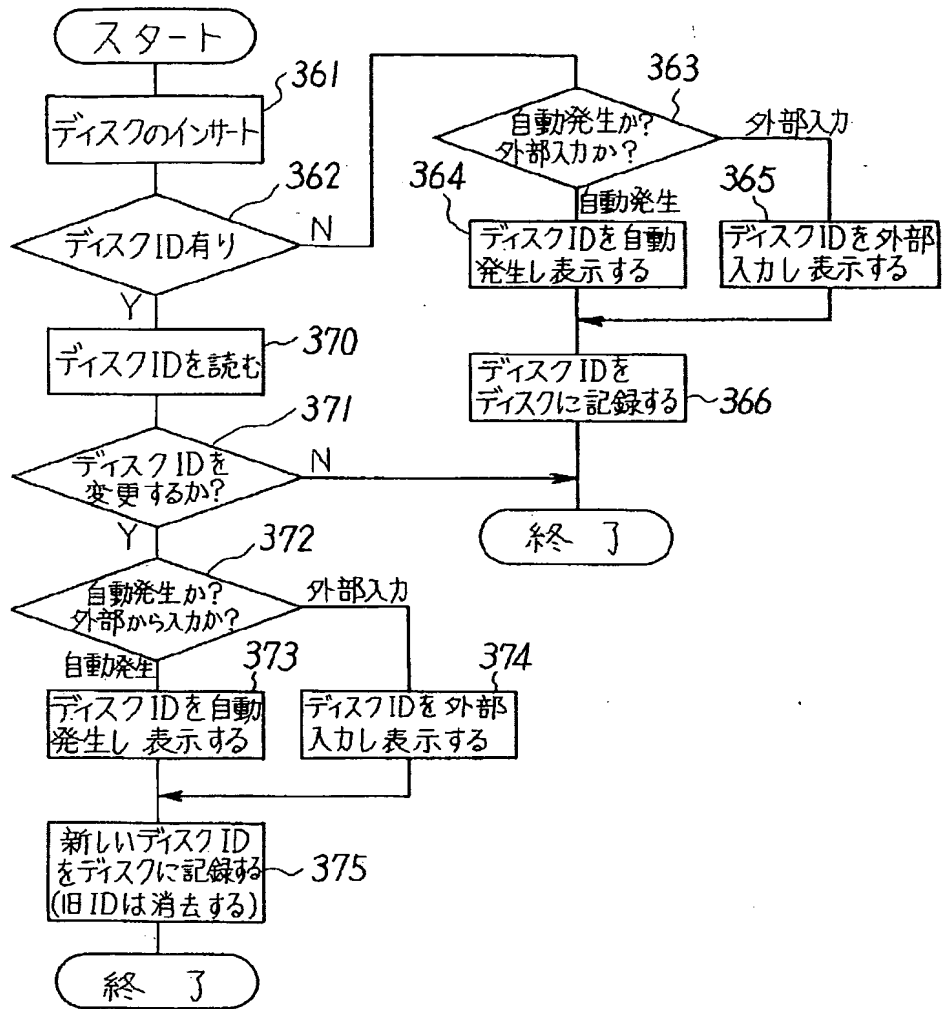 スタート
361
ディスクのインサート
362
ディスクID有り
N
Y
363
自動発生か?
外部入力か?
外部入力
364
自動発生
365
ディスクIDを自動
発生し表示する
ディスクIDを外部
入力し表示する
370
ディスクIDを読む
ディスクIDを
ディスクに記録する
366
371
ディスクIDを
変更するか?
N
Y
終了
372
自動発生か?
外部から入力か?
外部入力
自動発生
373
374
ディスクIDを自動
発生し表示する
ディスクIDを外部
入力し表示する
新しいディスクID
をディスクに記録する
(旧IDは消去する)
375
終了